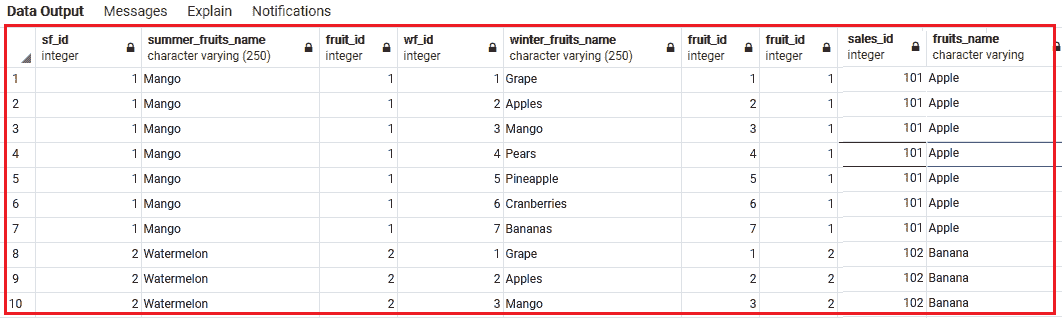 Data Output Messages Explain Notifications
sf_id summer_fruits_name fruit_id wf_id winter_fruits_name fruit_id fruit_id sales_id fruits_name
integer character varying (250) integer integer character varying (250) integer integer integer character varying
1 1 Mango 1 1 Grape 1 1 101 Apple
2 1 Mango 1 2 Apples 2 1 101 Apple
3 1 Mango 1 3 Mango 3 1 101 Apple
4 1 Mango 1 4 Pears 4 1 101 Apple
5 1 Mango 1 5 Pineapple 5 1 101 Apple
6 1 Mango 1 6 Cranberries 6 1 101 Apple
7 1 Mango 1 7 Bananas 7 1 101 Apple
8 2 Watermelon 2 1 Grape 1 2 102 Banana
9 2 Watermelon 2 2 Apples 2 2 102 Banana
10 2 Watermelon 2 3 Mango 3 2 102 Banana